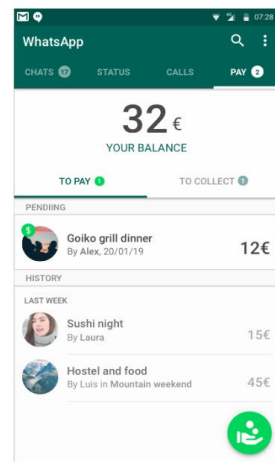 07:28
WhatsApp
CHATS 17 STATUS CALLS PAY 2
32 €
YOUR BALANCE
TO PAY 1 TO COLLECT 1
PENDIING
$
Goiko grill dinner
By Alex, 20/01/19
12€
HISTORY
LAST WEEK
Sushi night
By Laura
15€
Hostel and food
By Luis in Mountain weekend
45€